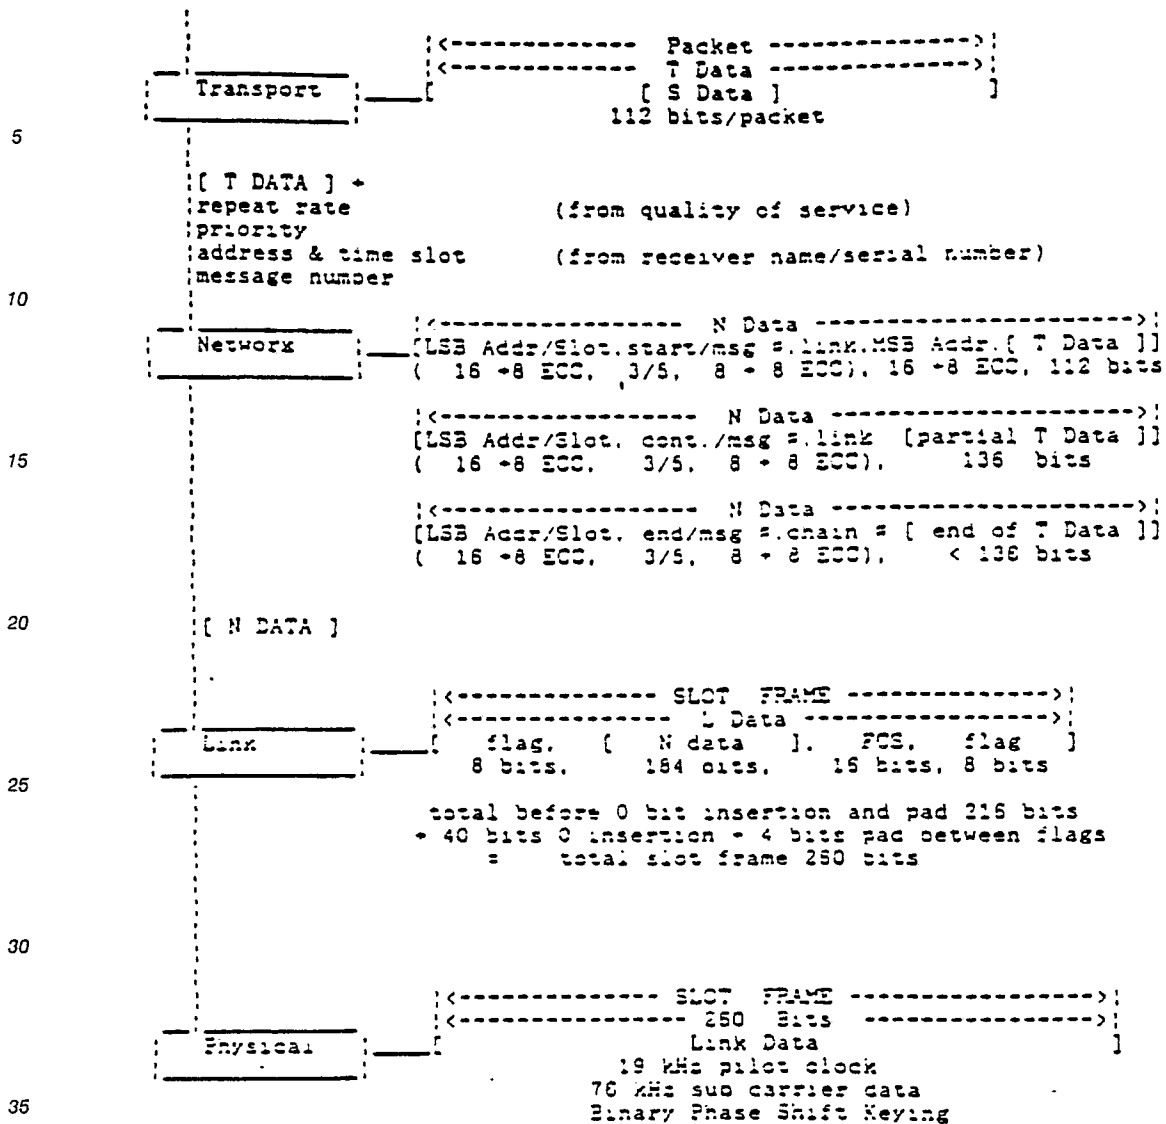 |<------------- Packet ------------->|
|<------------- T Data ------------->|
Transport [ [ S Data ] ]
112 bits/packet
5
[ T DATA ] +
repeat rate (from quality of service)
priority
address & time slot (from receiver name/serial number)
message number
10
|<----------------- N Data ----------------->|
Network [LSB Addr/Slot.start/msg #.link.MSB Addr.[ T Data ]]
( 16 +8 ECC, 3/5, 8 + 8 ECC), 16 +8 ECC, 112 bits
|<----------------- N Data ----------------->|
[LSB Addr/Slot. cont./msg #.link [partial T Data ]]
15
( 16 +8 ECC, 3/5, 8 + 8 ECC), 136 bits
|<----------------- N Data ----------------->|
[LSB Addr/Slot. end/msg #.chain # [ end of T Data ]]
( 16 +8 ECC, 3/5, 8 + 8 ECC), < 136 bits
20
[ N DATA ]
|<-------------- SLOT FRAME -------------->|
|<-------------- L Data -------------->|
Link [ flag, [ N data ], FCS, flag ]
8 bits, 184 bits, 16 bits, 8 bits
25
total before 0 bit insertion and pad 216 bits
+ 40 bits 0 insertion + 4 bits pad between flags
= total slot frame 260 bits
30
|<-------------- SLOT FRAME -------------->|
|<-------------- 260 Bits -------------->|
Physical [ Link Data ]
19 kHz pilot clock
76 kHz sub carrier data
35
Binary Phase Shift Keying